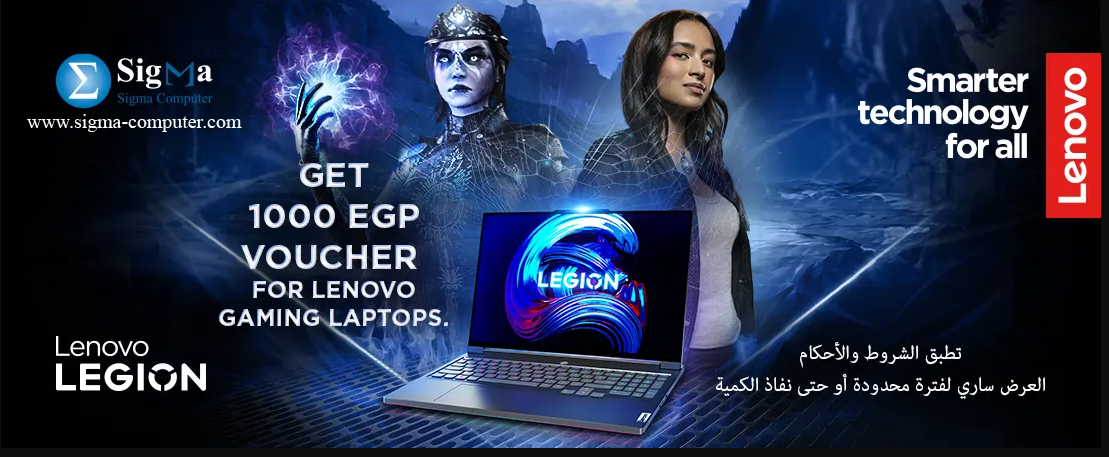 SigMa
Sigma Computer
www.sigma-computer.com
GET
1000 EGP
VOUCHER
FOR LENOVO
GAMING LAPTOPS.
Lenovo
LEGION
LEGION
Smarter
technology
for all
Lenovo
تطبق الشروط والأحكام
العرض ساري لفترة محدودة أو حتى نفاذ الكمية